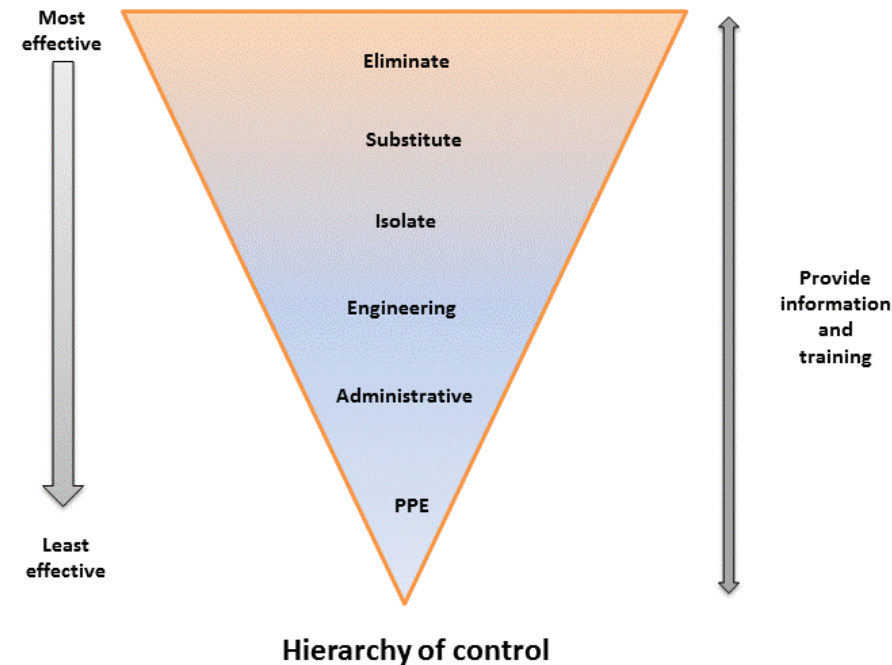 Most
effective
Eliminate
Substitute
Isolate
Engineering
Administrative
PPE
Least
effective
Provide
information
and
training
Hierarchy of control